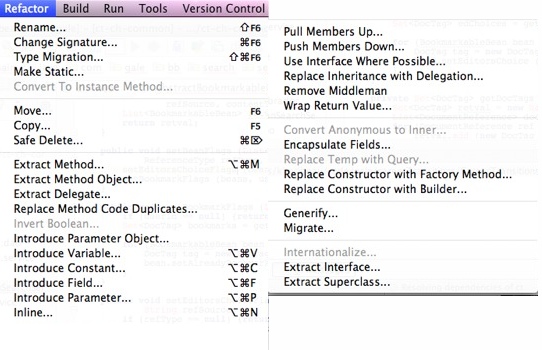 Refactor Build Run Tools Version Control
Rename... ⇧F6
Change Signature... ⌘F6
Type Migration... ⇧⌘F6
Make Static...
Convert To Instance Method...
Move... F6
Copy... F5
Safe Delete... ⌘⌦
Extract Method... ⌥⌘M
Extract Method Object...
Extract Delegate...
Replace Method Code Duplicates...
Invert Boolean...
Introduce Parameter Object...
Introduce Variable... ⌥⌘V
Introduce Constant... ⌥⌘C
Introduce Field... ⌥⌘F
Introduce Parameter... ⌥⌘P
Inline... ⌥⌘N
Pull Members Up...
Push Members Down...
Use Interface Where Possible...
Replace Inheritance with Delegation...
Remove Middleman
Wrap Return Value...
Convert Anonymous to Inner...
Encapsulate Fields...
Replace Temp with Query...
Replace Constructor with Factory Method...
Replace Constructor with Builder...
Generify...
Migrate...
Internationalize...
Extract Interface...
Extract Superclass...